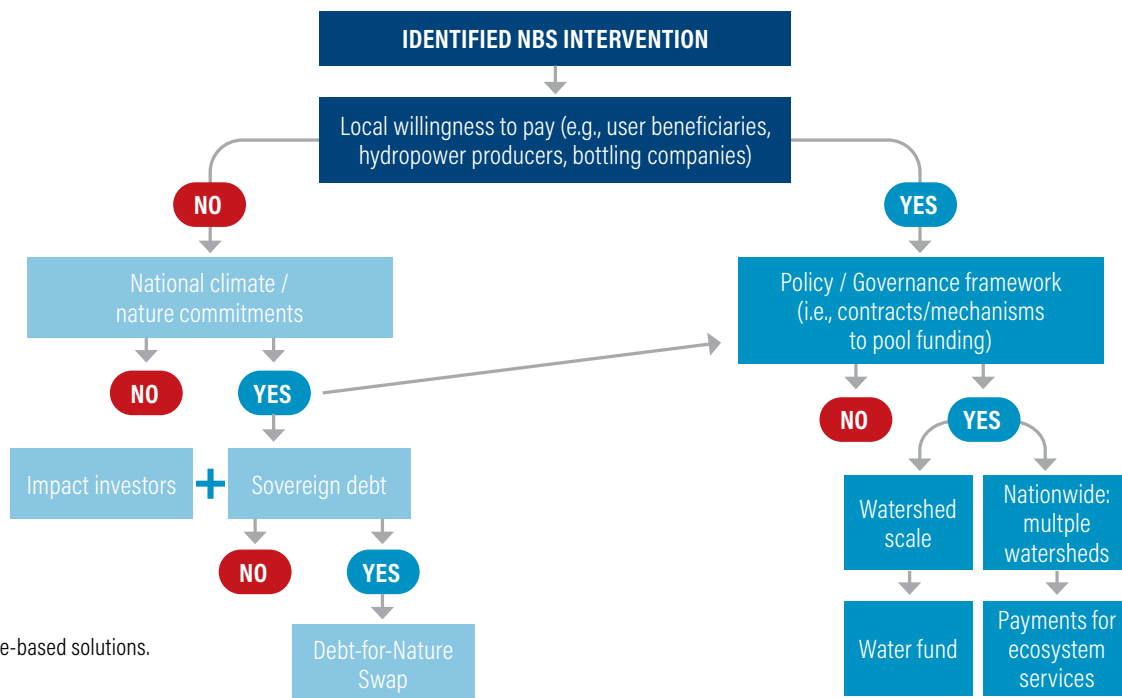 IDENTIFIED NBS INTERVENTION
Local willingness to pay (e.g., user beneficiaries,
hydropower producers, bottling companies)
NO
YES
National climate /
nature commitments
Policy / Governance framework
(i.e., contracts/mechanisms
to pool funding)
NO
YES
NO
YES
Impact investors
+
Sovereign debt
Watershed
scale
Nationwide:
multple
watersheds
NO
YES
Water fund
Payments for
ecosystem
services
Debt-for-Nature
Swap
e-based solutions.